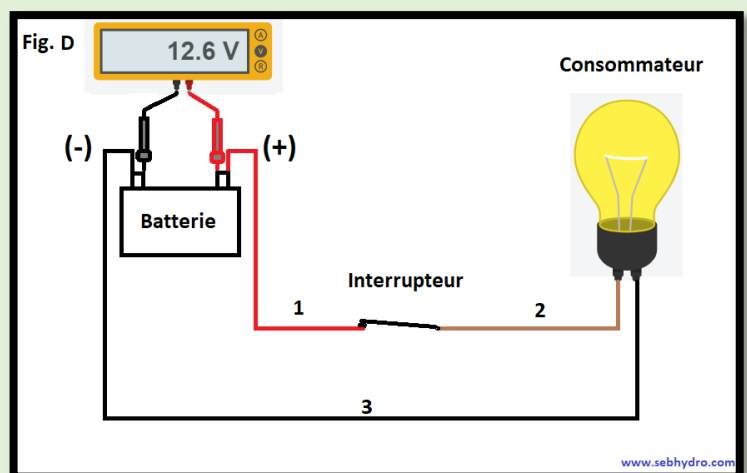 Fig. D
12.6 V
A
V
R
Consommateur
(-)
(+)
Batterie
Interrupteur
1
2
3
www.sebhydro.com